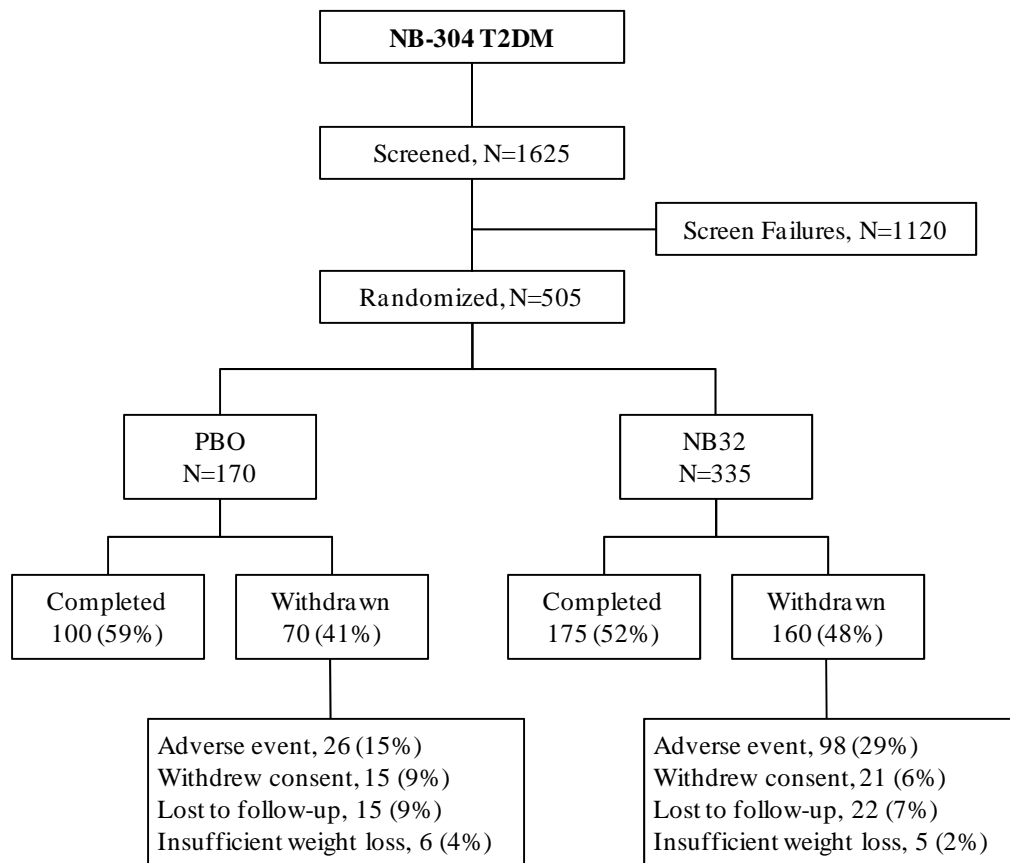 NB-304 T2DM
Screened, N=1625
Screen Failures, N=1120
Randomized, N=505
PBO
N=170
NB32
N=335
Completed
100 (59%)
Withdrawn
70 (41%)
Completed
175 (52%)
Withdrawn
160 (48%)
Adverse event, 26 (15%)
Withdrew consent, 15 (9%)
Lost to follow-up, 15 (9%)
Insufficient weight loss, 6 (4%)
Adverse event, 98 (29%)
Withdrew consent, 21 (6%)
Lost to follow-up, 22 (7%)
Insufficient weight loss, 5 (2%)